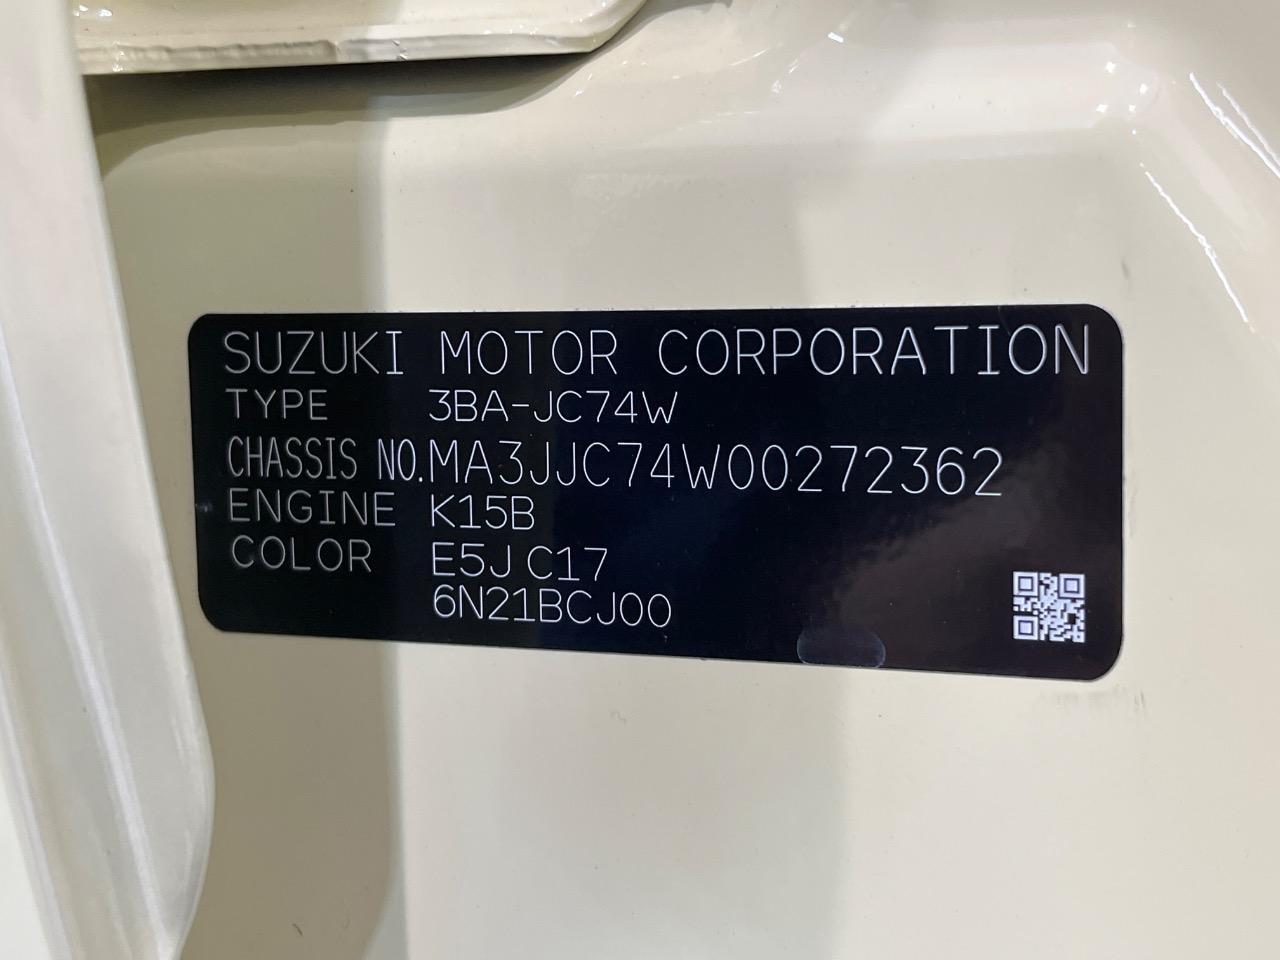 SUZUKI MOTOR CORPORATION
TYPE 3BA-JC74W
CHASSIS NO. MA3JJC74W00272362
ENGINE K15B
COLOR E5J C17
6N21BCJ00